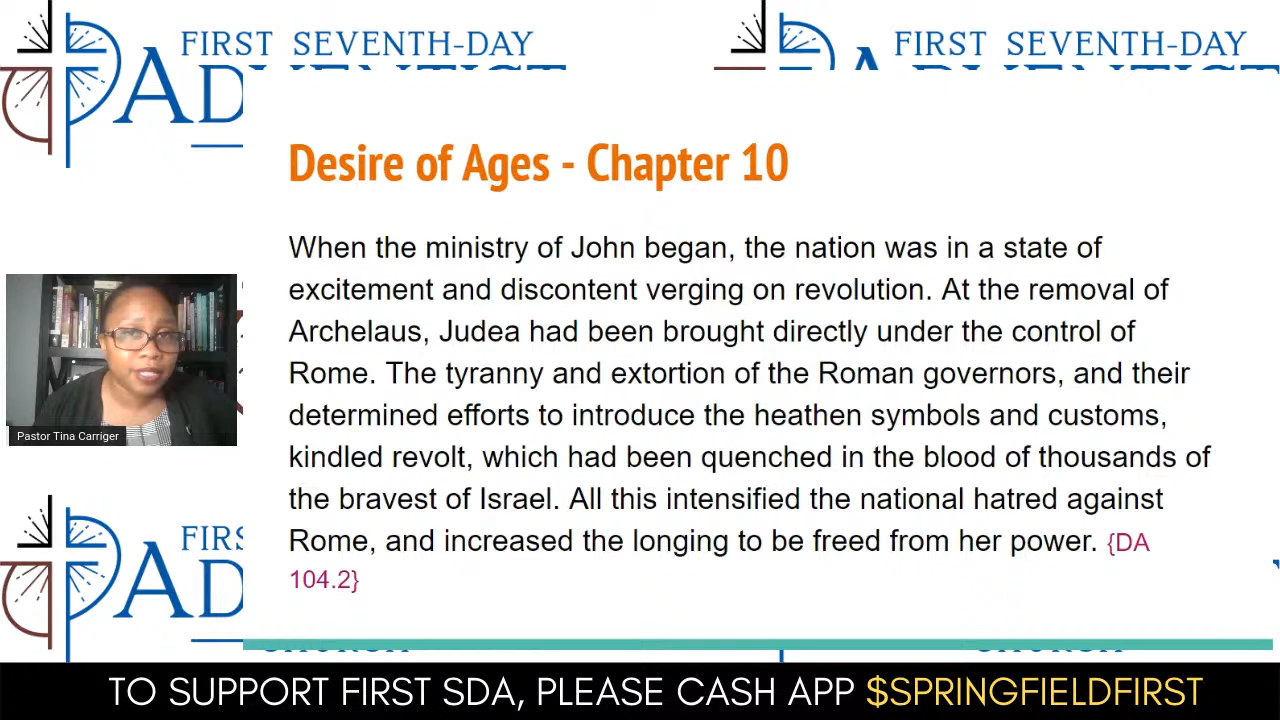 FIRST SEVENTH-DAY
FIRST SEVENTH-DAY
Desire of Ages - Chapter 10
When the ministry of John began, the nation was in a state of
excitement and discontent verging on revolution. At the removal of
Archelaus, Judea had been brought directly under the control of
Rome. The tyranny and extortion of the Roman governors, and their
determined efforts to introduce the heathen symbols and customs,
kindled revolt, which had been quenched in the blood of thousands of
the bravest of Israel. All this intensified the national hatred against
Rome, and increased the longing to be freed from her power. {DA
104.2}
Pastor Tina Carriger
TO SUPPORT FIRST SDA, PLEASE CASH APP $SPRINGFIELDFIRST